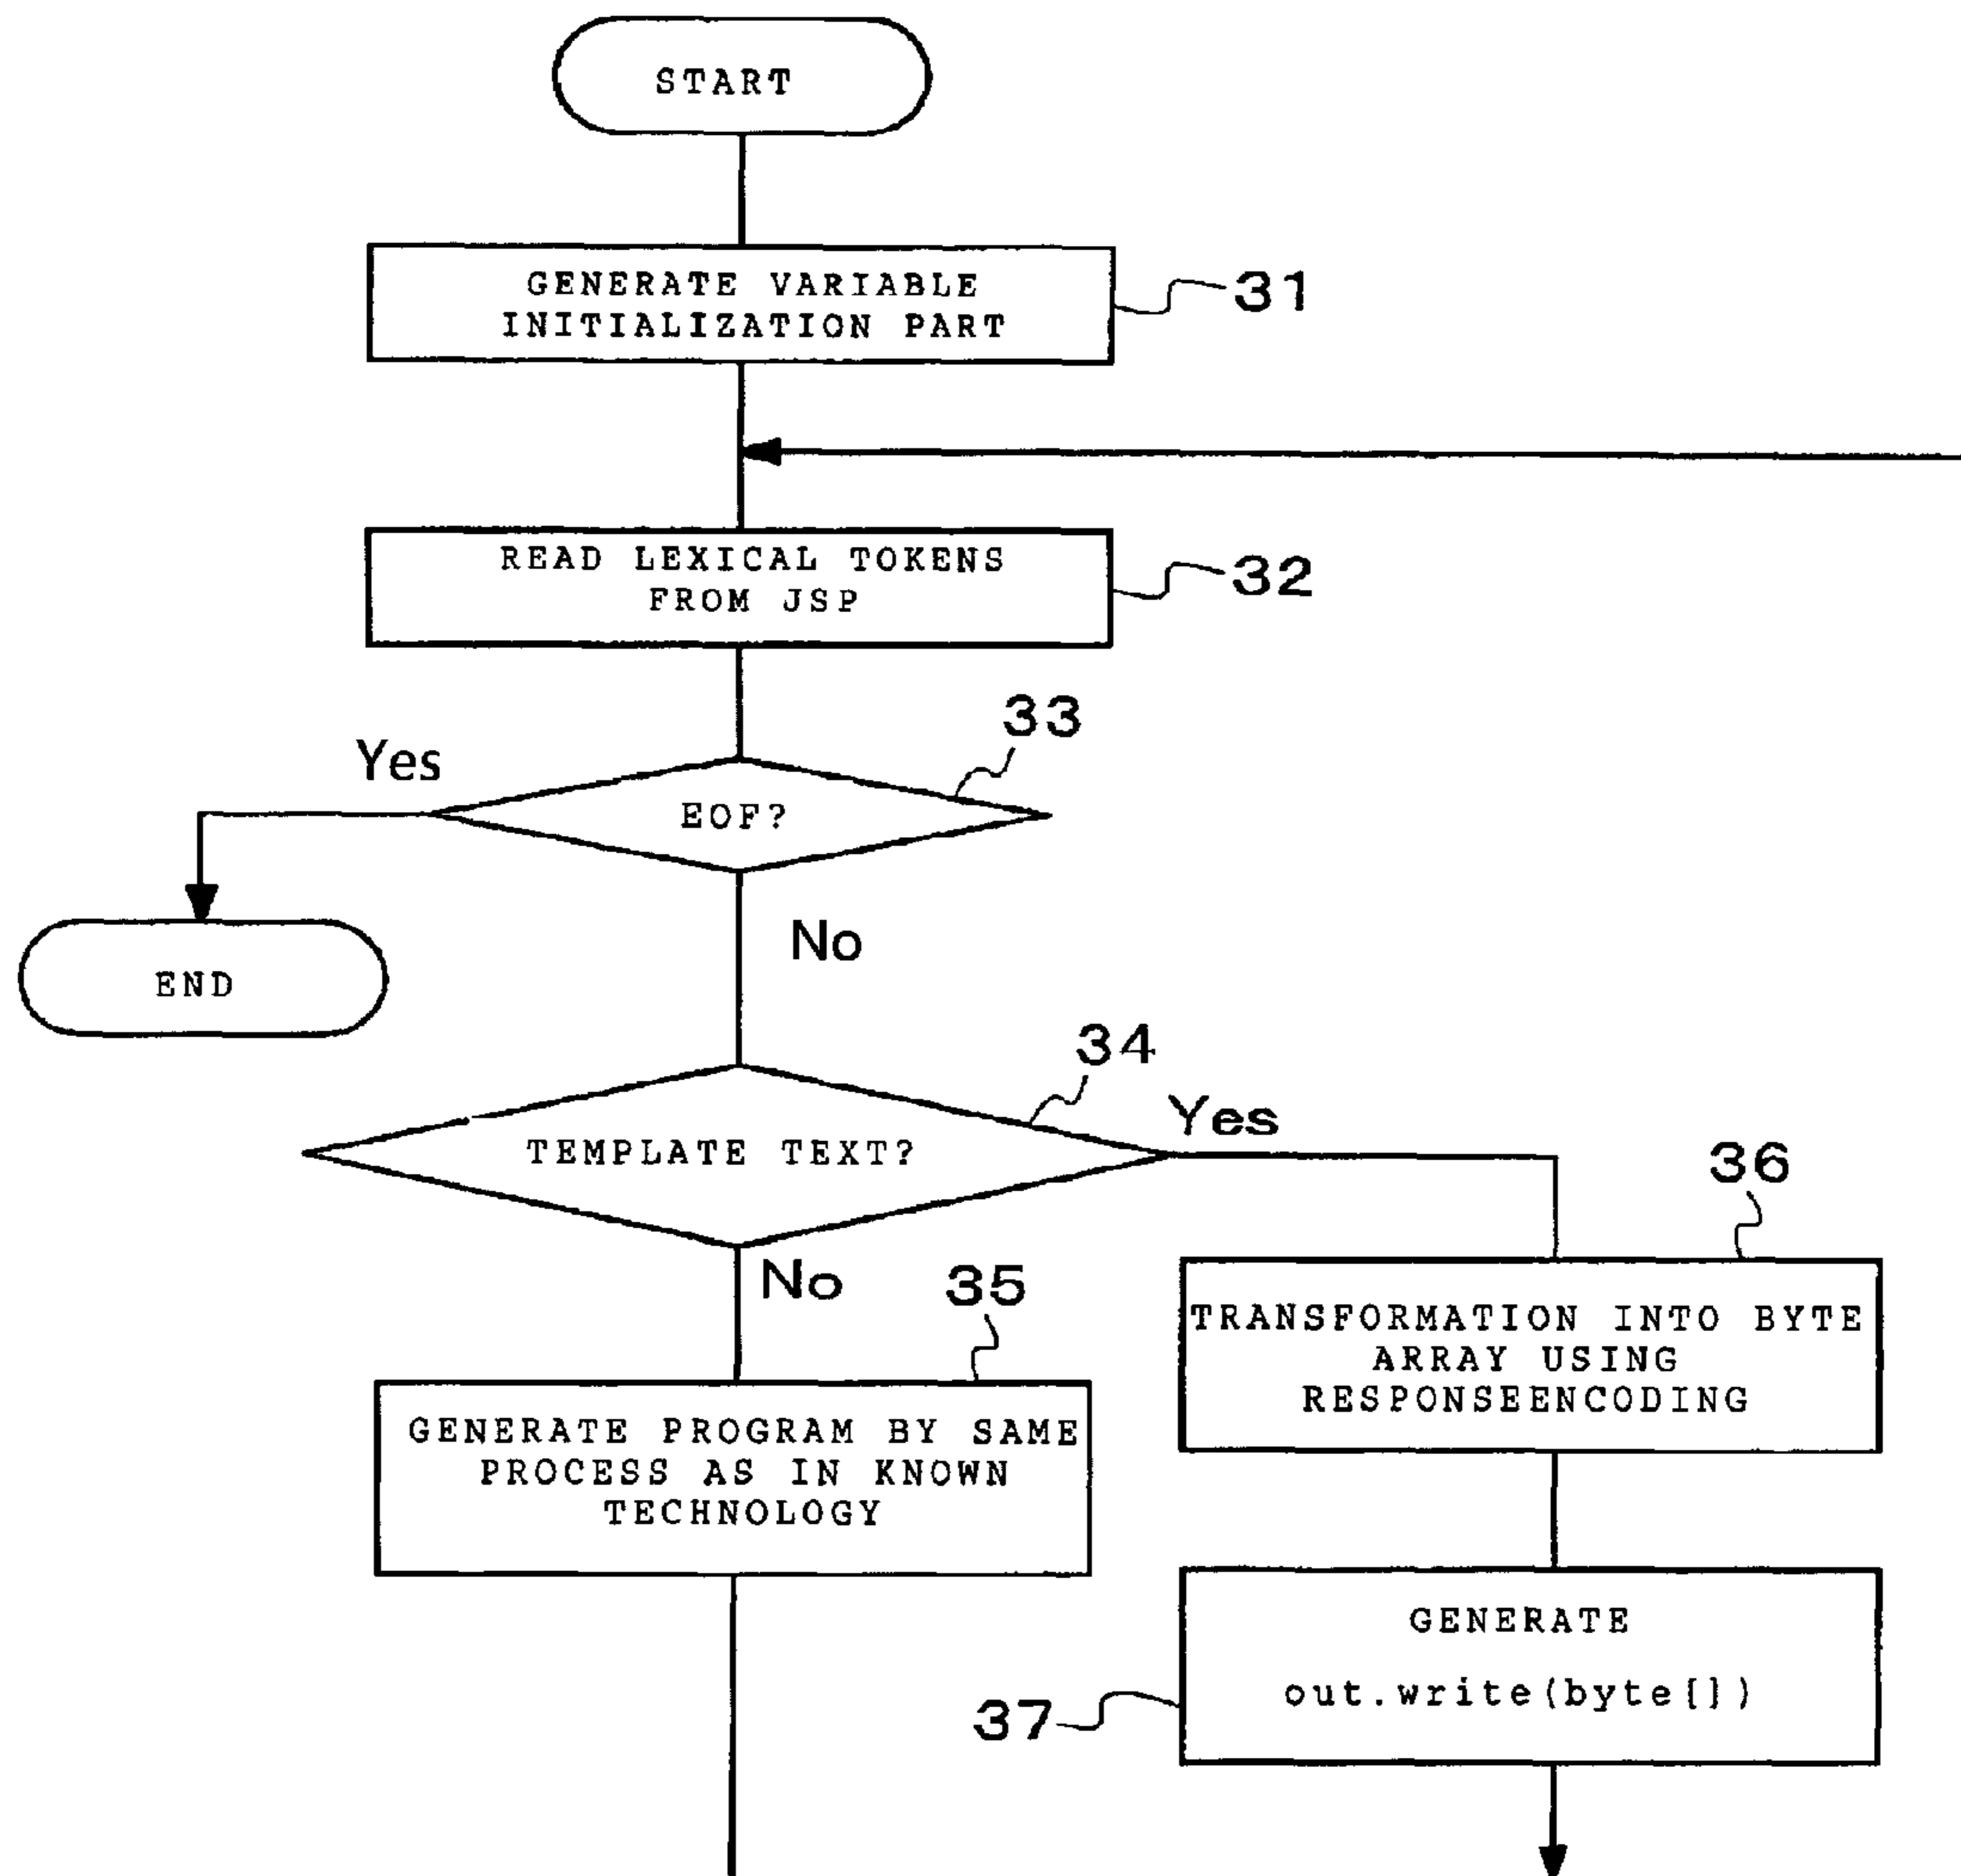 START
GENERATE VARIABLE
INITIALIZATION PART
31
READ LEXICAL TOKENS
FROM JSP
32
33
Yes
EOF?
No
END
34
Yes
TEMPLATE TEXT?
36
No
35
TRANSFORMATION INTO BYTE
ARRAY USING
RESPONSEENCODING
GENERATE PROGRAM BY SAME
PROCESS AS IN KNOWN
TECHNOLOGY
GENERATE
out.write(byte[])
37